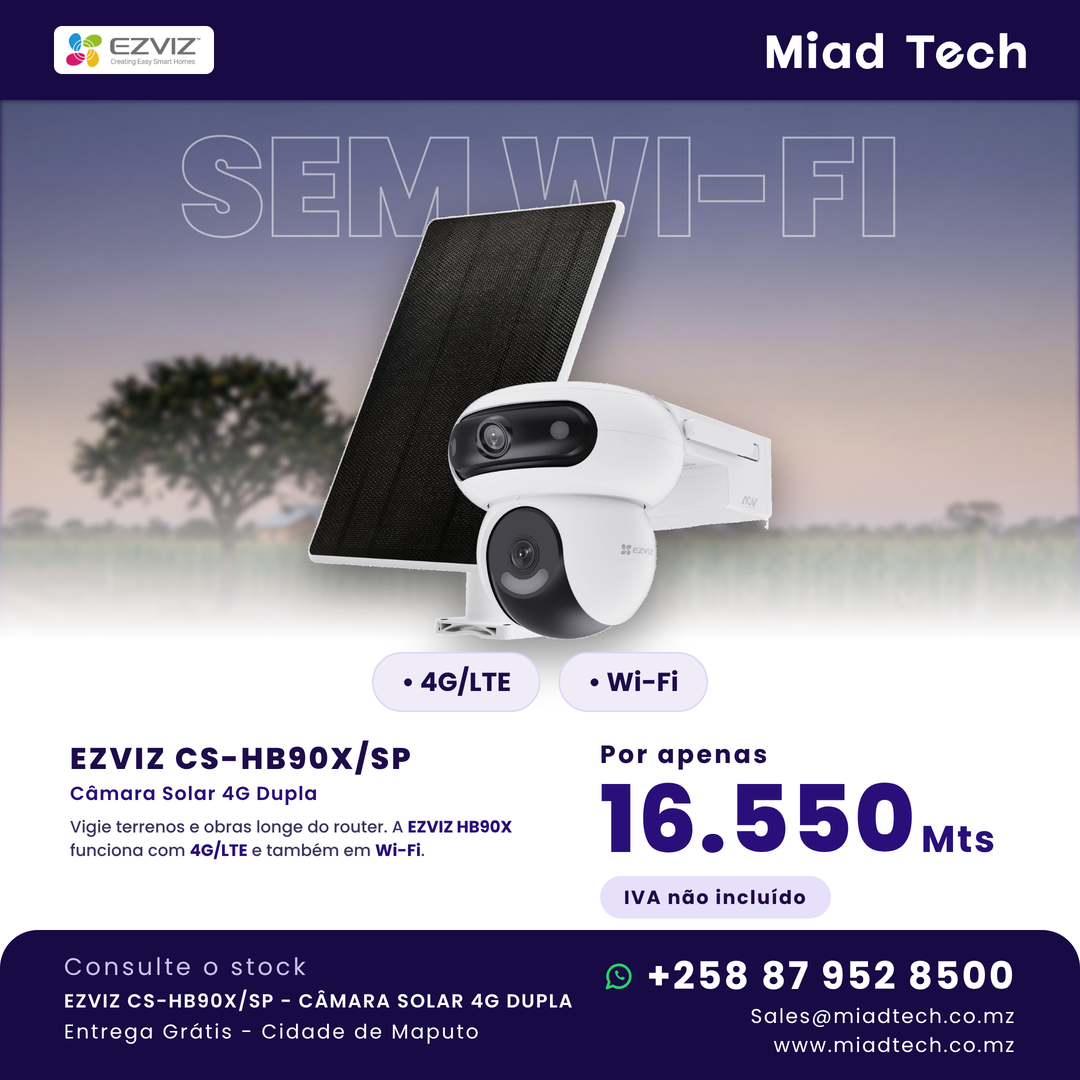 EZVIZ
Creating Easy Smart Homes
Miad Tech
SEM WI-FI
EZVIZ
• 4G/LTE
• Wi-Fi
EZVIZ CS-HB90X/SP
Câmara Solar 4G Dupla
Vigie terrenos e obras longe do router. A EZVIZ HB90X
funciona com 4G/LTE e também em Wi-Fi.
Por apenas
16.550 Mts
IVA não incluído
Consulte o stock
EZVIZ CS-HB90X/SP - CÂMARA SOLAR 4G DUPLA
Entrega Grátis - Cidade de Maputo
+258 87 952 8500
Sales@miadtech.co.mz
www.miadtech.co.mz